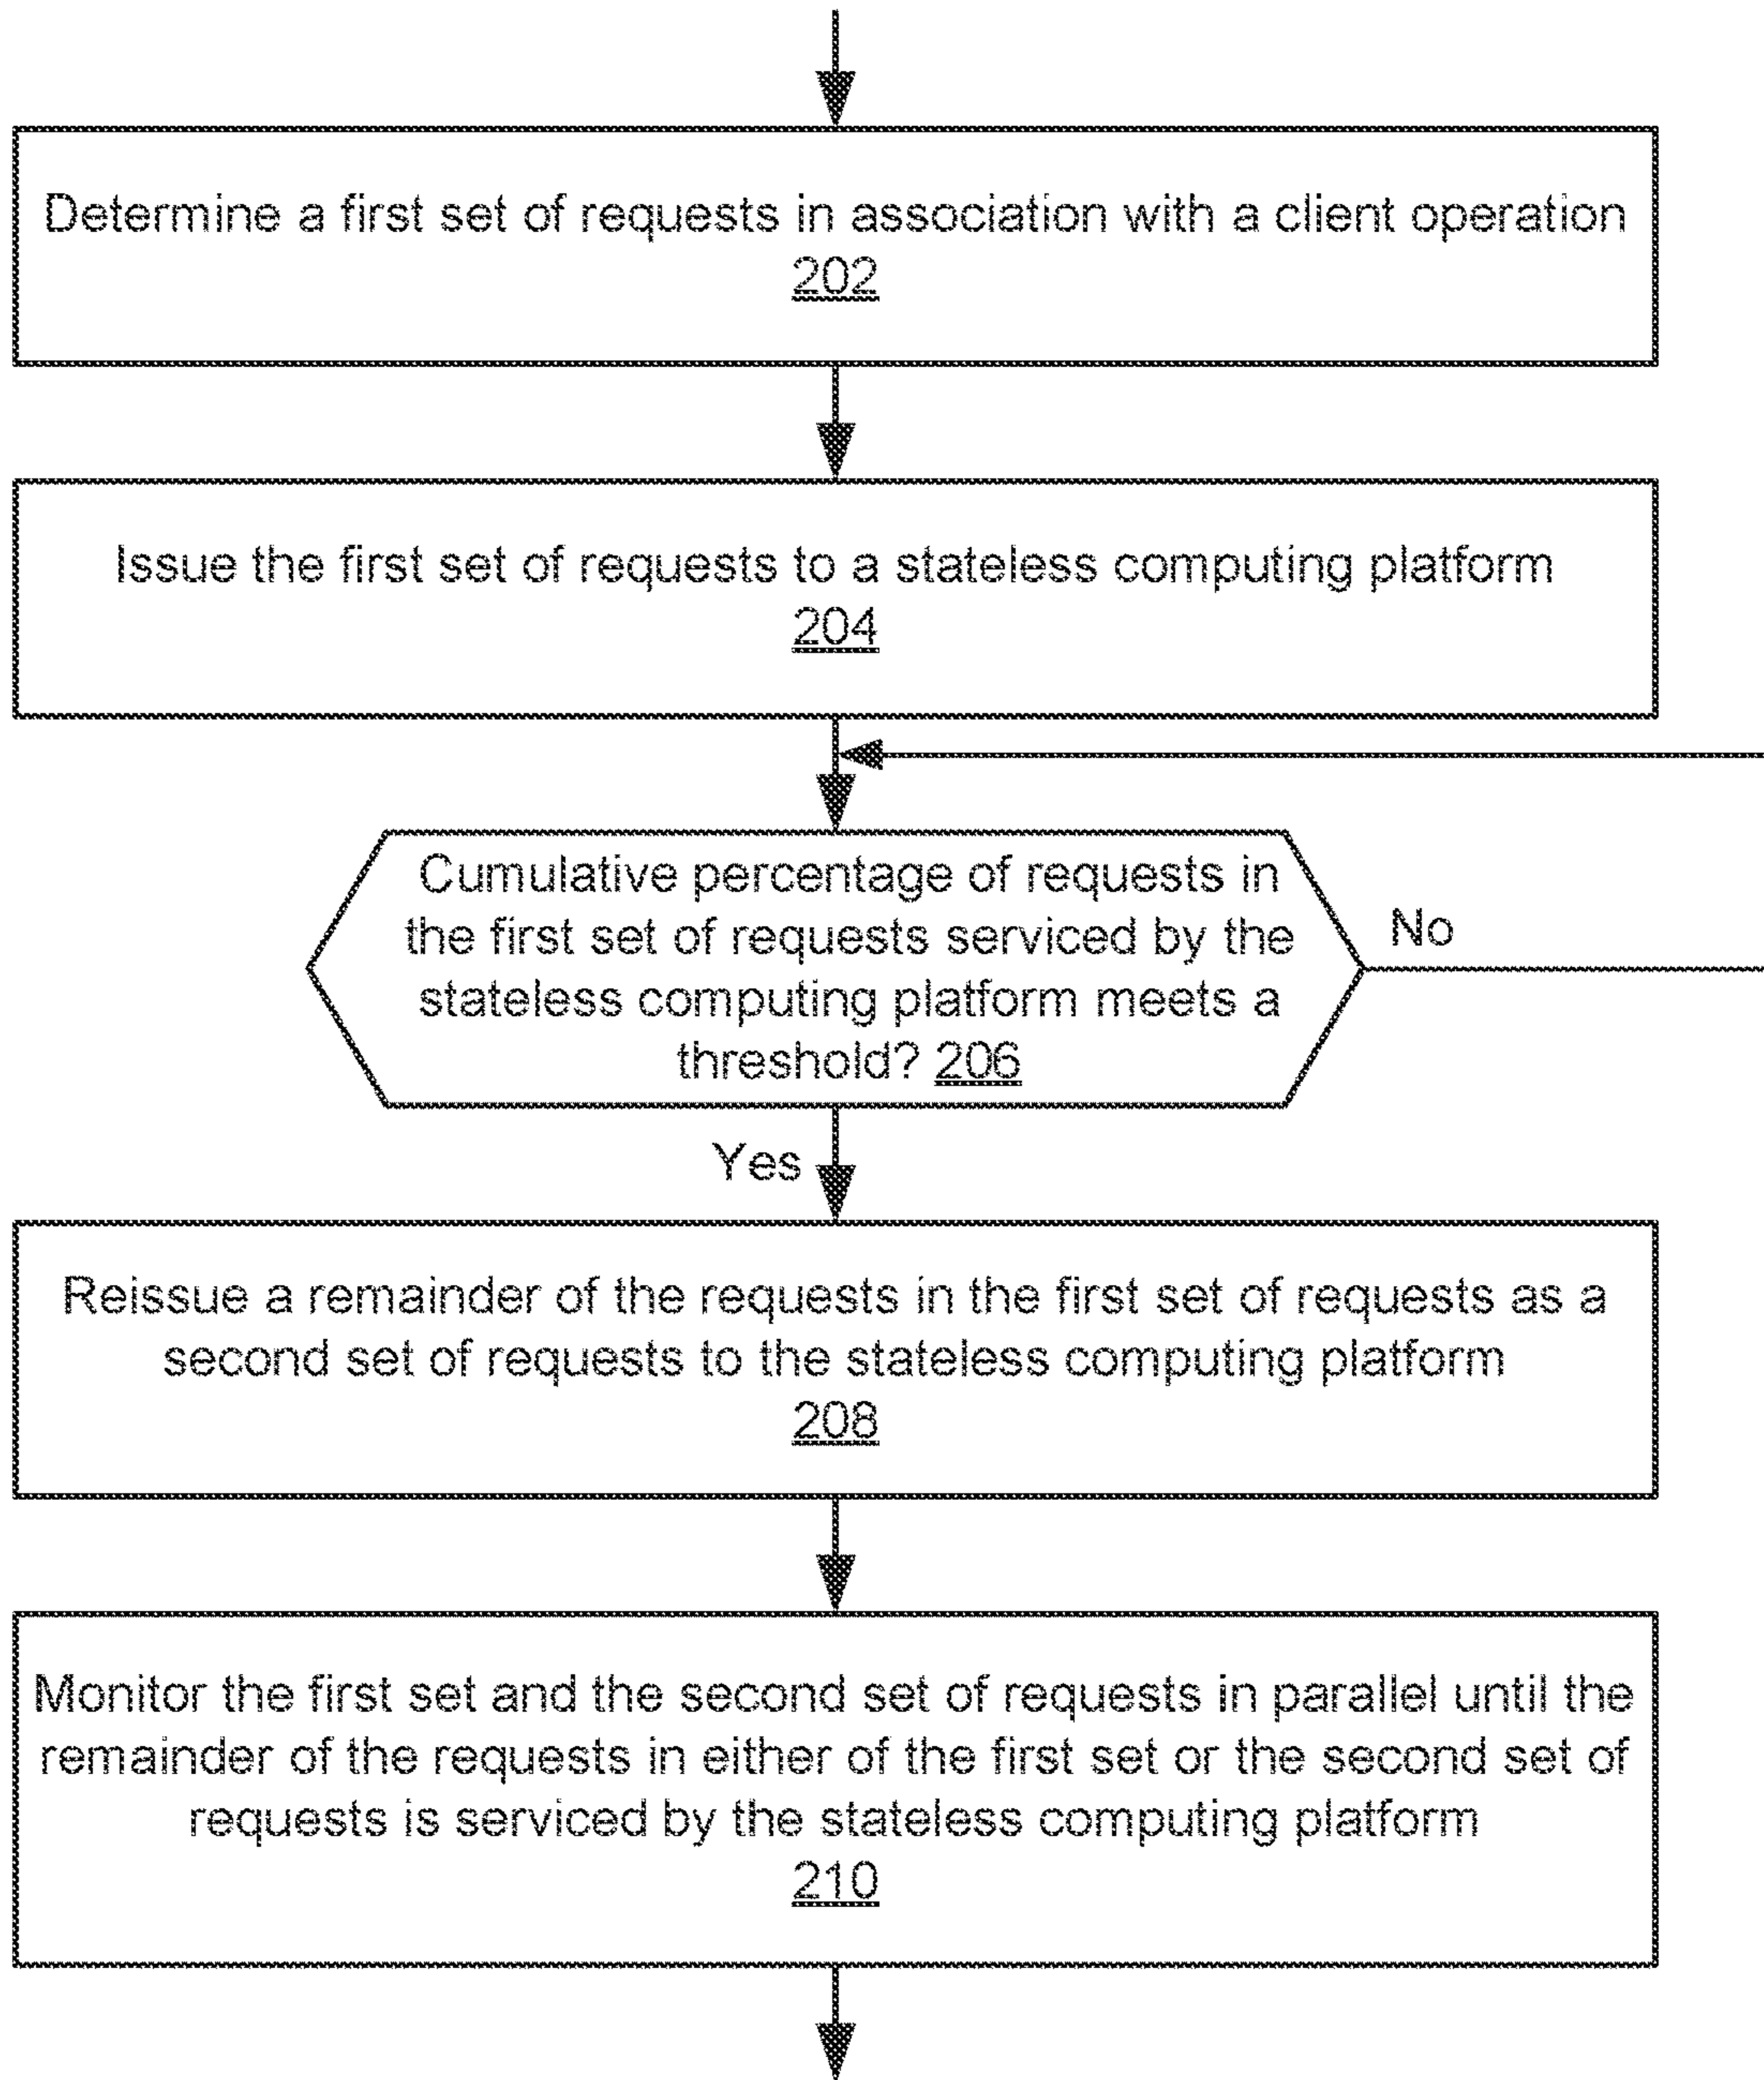 Determine a first set of requests in association with a client operation
202
Issue the first set of requests to a stateless computing platform
204
Cumulative percentage of requests in
the first set of requests serviced by the
stateless computing platform meets a
threshold? 206
No
Yes
Reissue a remainder of the requests in the first set of requests as a
second set of requests to the stateless computing platform
208
Monitor the first set and the second set of requests in parallel until the
remainder of the requests in either of the first set or the second set of
requests is serviced by the stateless computing platform
210